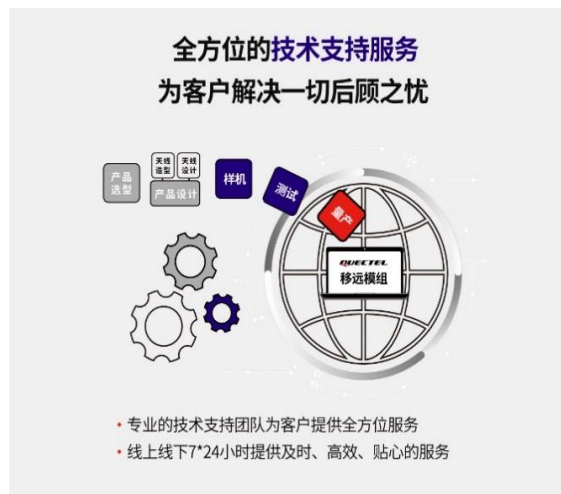 全方位的技术支持服务
为客户解决一切后顾之忧
产品
选型
天线
选型
天线
设计
产品设计
样机
测试
量产
QUECTEL
移远模组
• 专业的技术支持团队为客户提供全方位服务
• 线上线下7*24小时提供及时、高效、贴心的服务